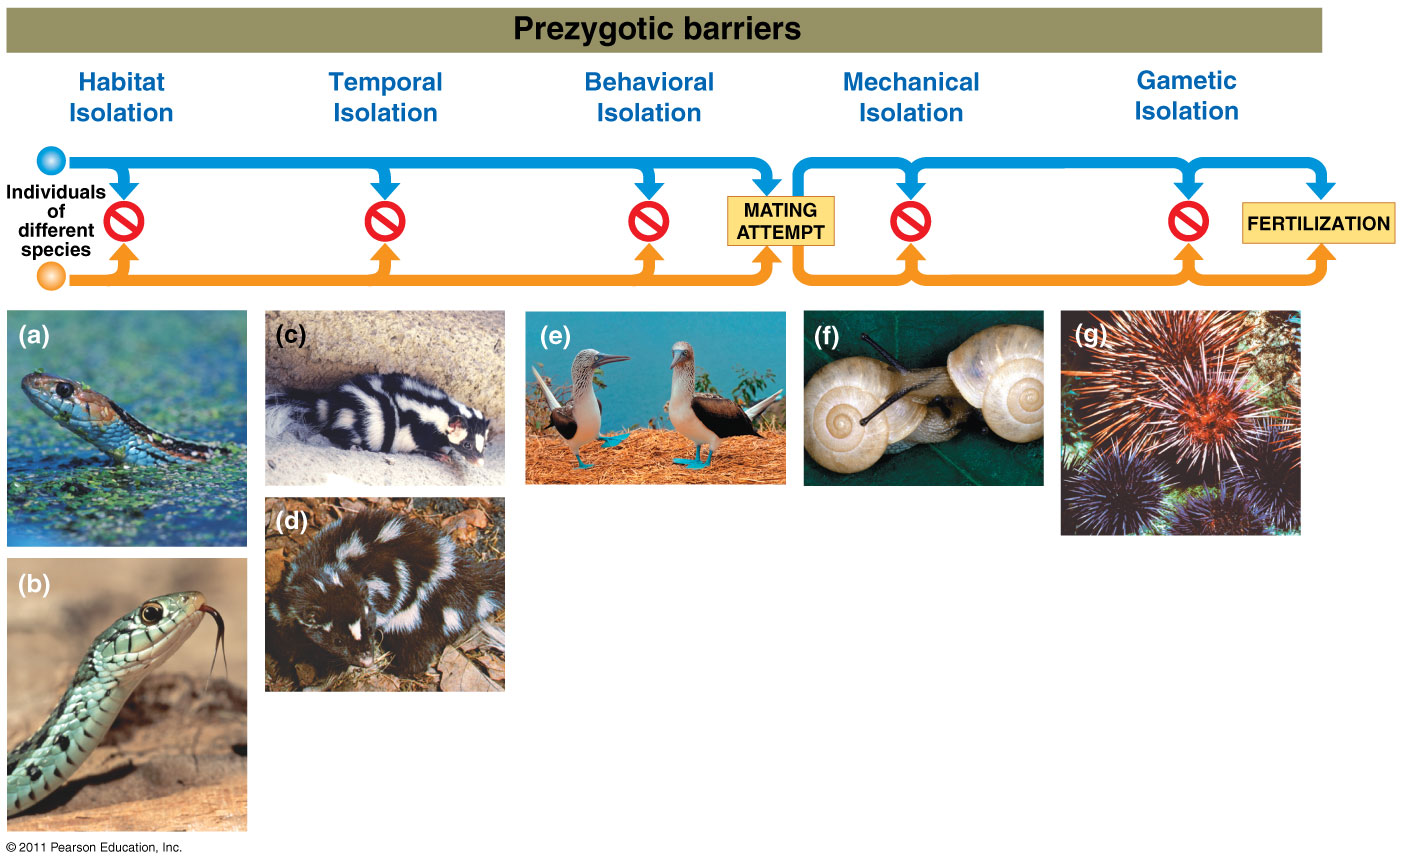 Prezygotic barriers
Habitat
Isolation
Temporal
Isolation
Behavioral
Isolation
Mechanical
Isolation
Gametic
Isolation
Individuals
of
different
species
MATING
ATTEMPT
FERTILIZATION
(a)
(c)
(e)
(f)
(g)
(d)
(b)
© 2011 Pearson Education, Inc.